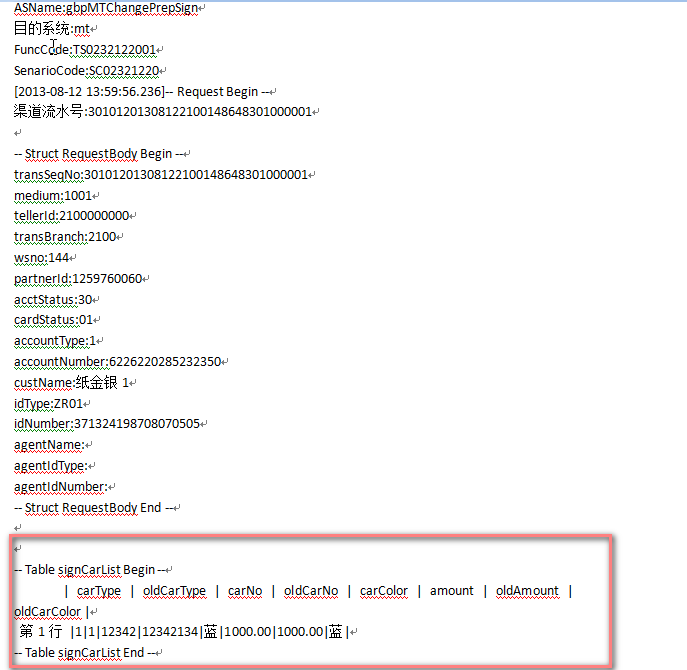 ASName:gbpMTChangePrepSign
目的系统:mt
FuncCode:TS0232122001
SenarioCode:SC02321220
[2013-08-12 13:59:56.236]-- Request Begin --
渠道流水号:301012013081221001486483010000​01
-- Struct RequestBody Begin --
transSeqNo:30101201308122100148648301000001
medium:1001
tellerId:2100000000
transBranch:2100
wsno:144
partnerId:1259760060
acctStatus:30
cardStatus:01
accountType:1
accountNumber:6226220285232350
custName:纸金银 1
idType:ZR01
idNumber:371324198708070505
agentName:
agentIdType:
agentIdNumber:
-- Struct RequestBody End --
-- Table signCarList Begin --
| carType | oldCarType | carNo | oldCarNo | carColor | amount | oldAmount |
oldCarColor |
第 1 行 |1|1|12342|12342134|蓝|1000.00|1000.00|蓝|
-- Table signCarList End --